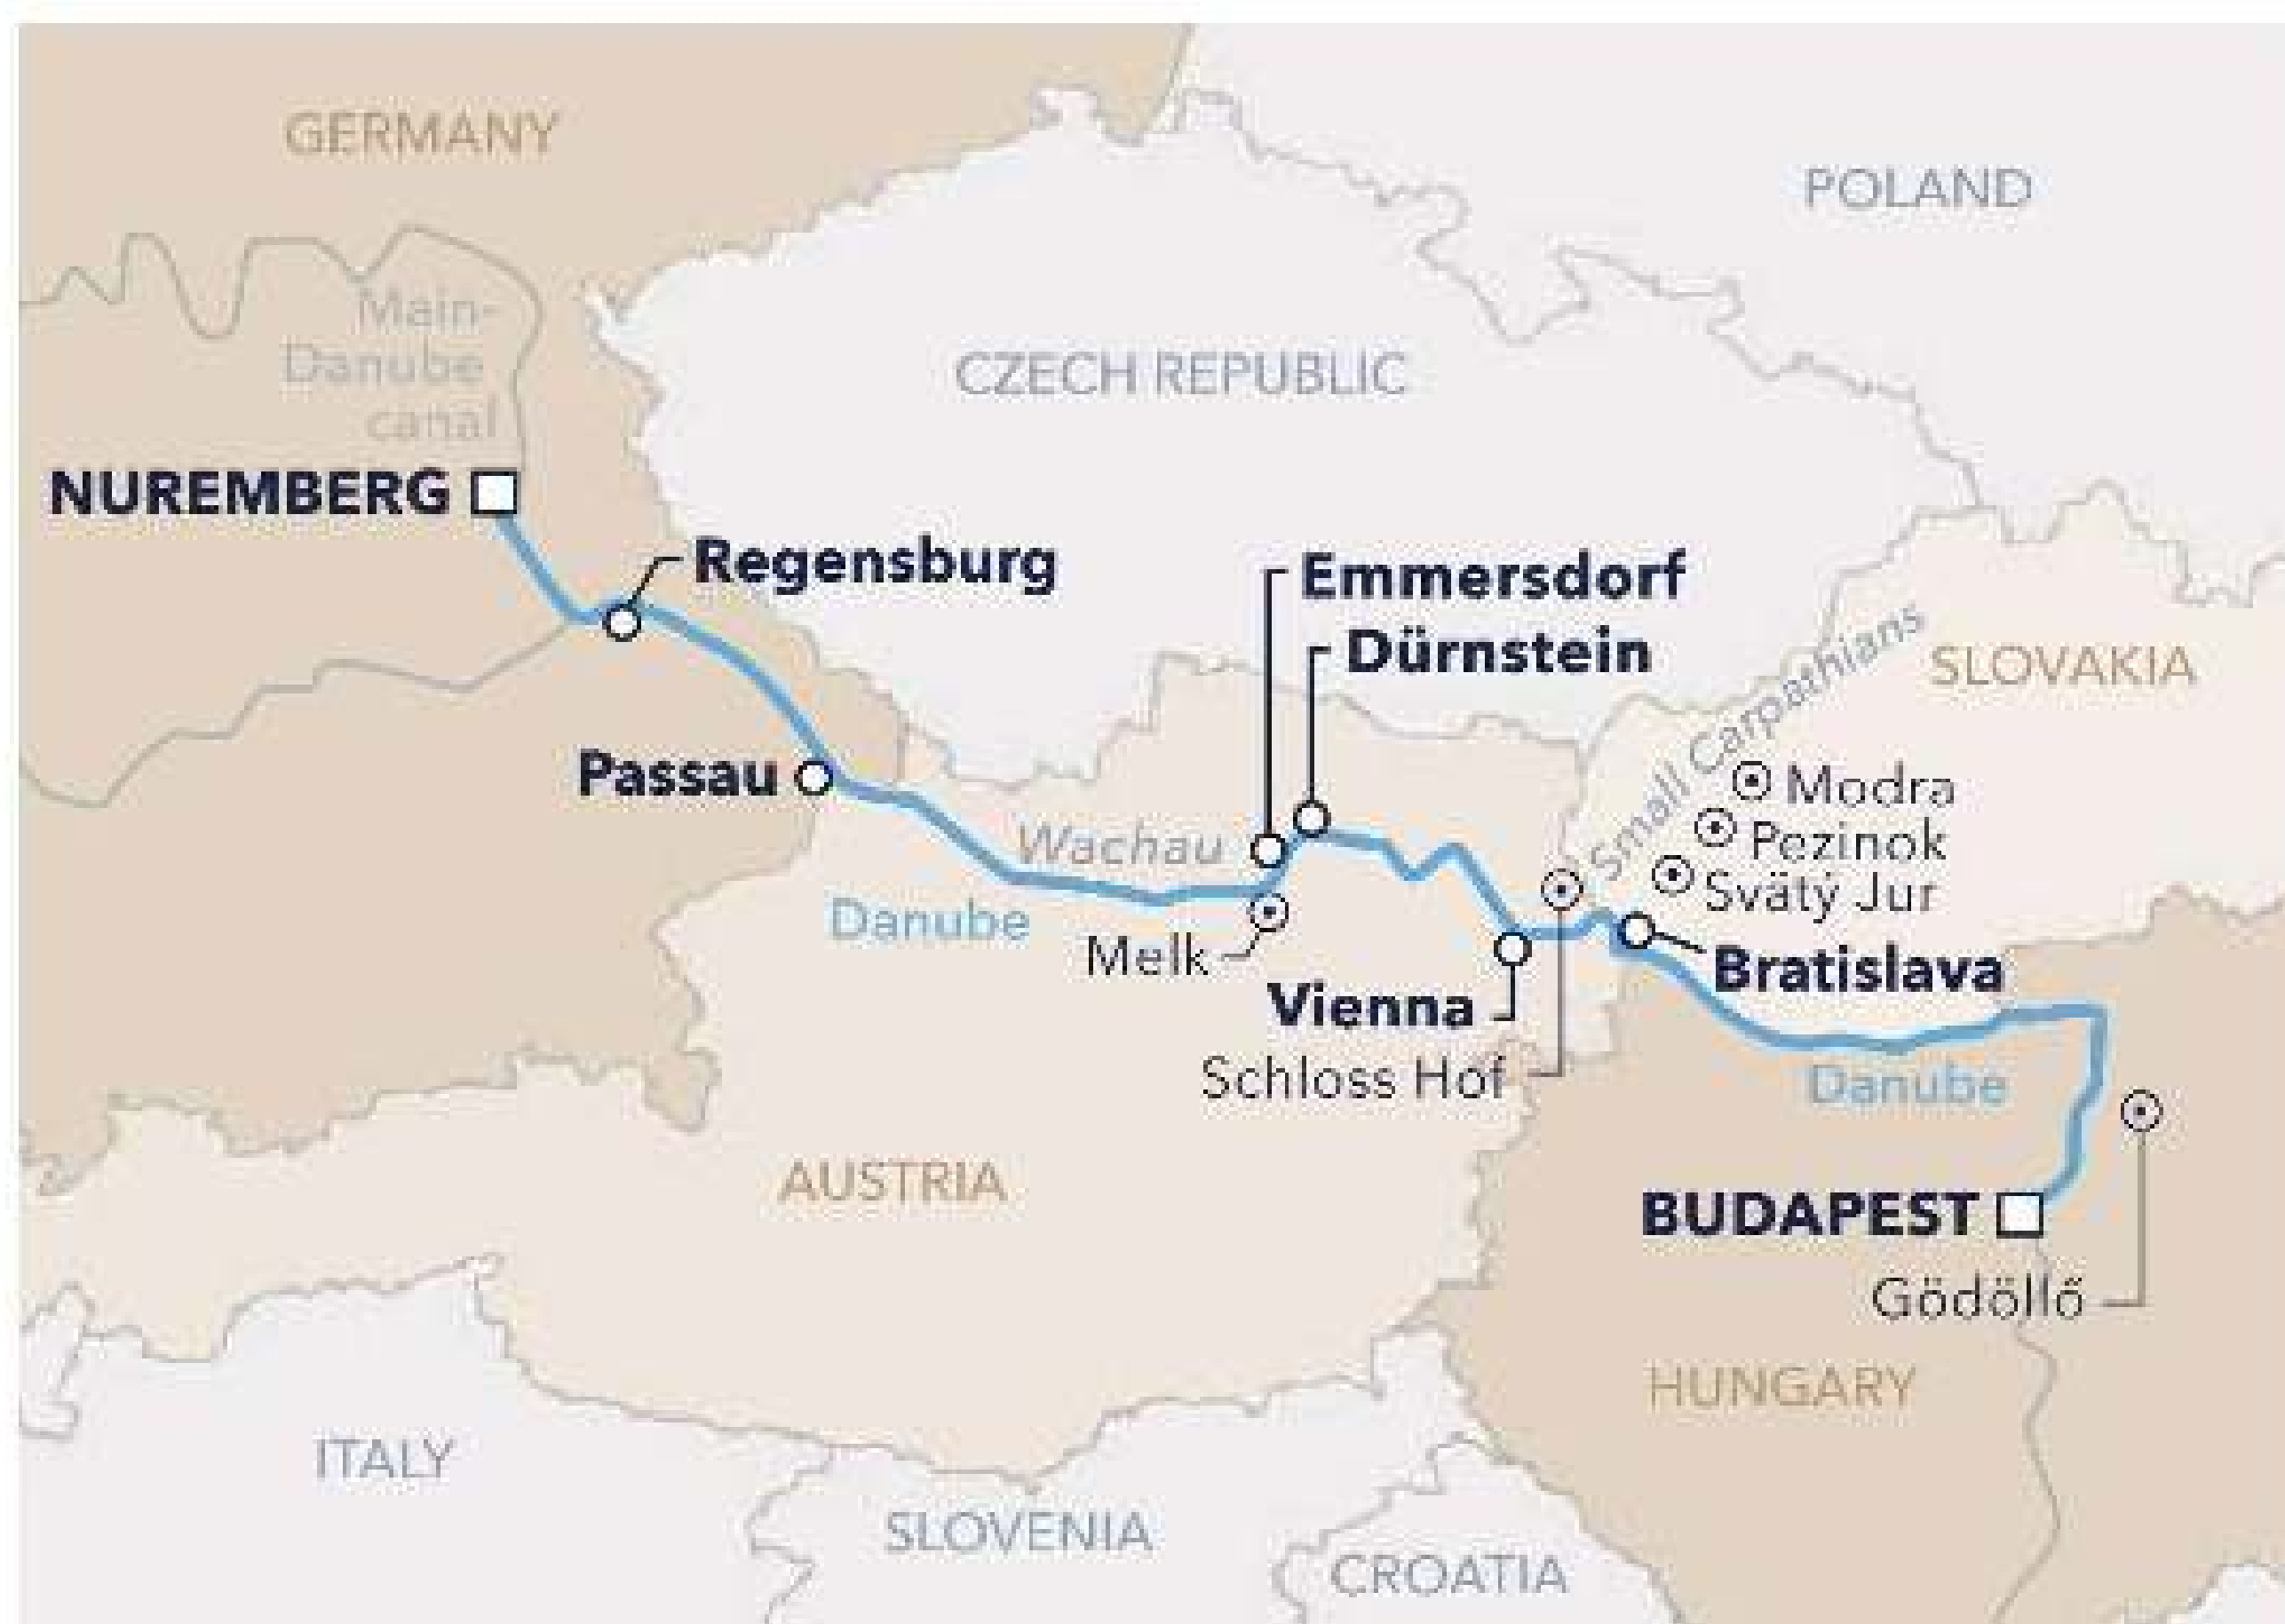 GERMANY
POLAND
Main-
Danube
canal
CZECH REPUBLIC
NUREMBERG
Regensburg
Emmersdorf
Dürnstein
Small Carpathians
SLOVAKIA
Passau
Modra
Pezinok
Svätý Jur
Wachau
Danube
Melk
Bratislava
Vienna
Schloss Hof
Danube
AUSTRIA
BUDAPEST
Gödöllő
HUNGARY
ITALY
SLOVENIA
CROATIA